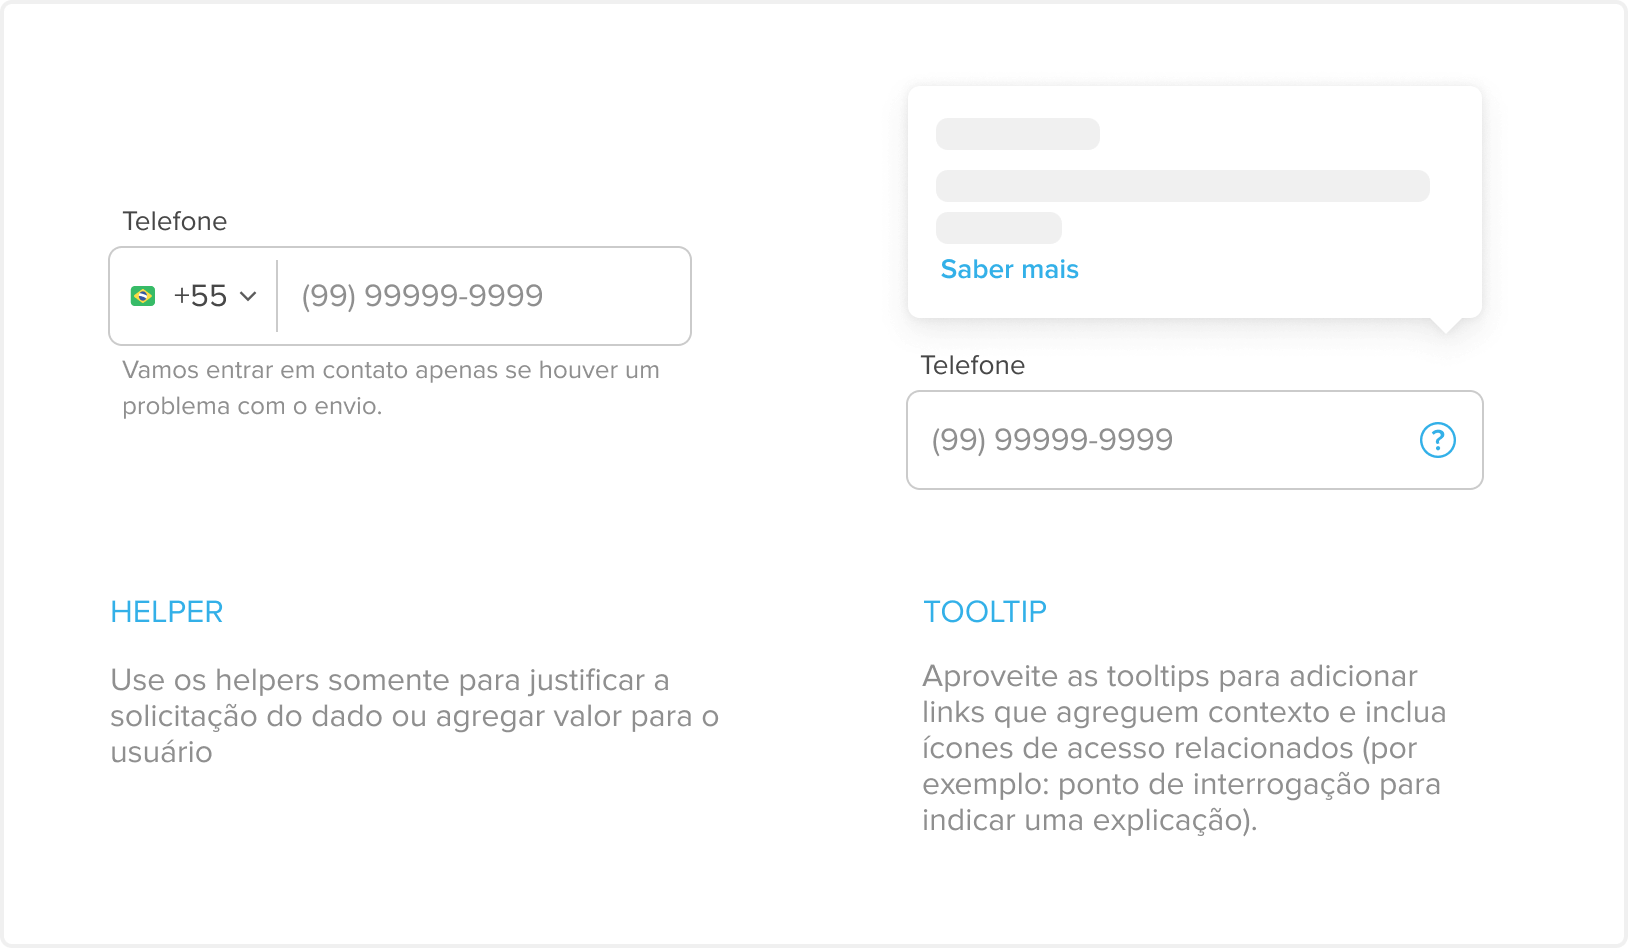 Telefone
+55 (99) 99999-9999
Vamos entrar em contato apenas se houver um
problema com o envio.
HELPER
Use os helpers somente para justificar a
solicitação do dado ou agregar valor para o
usuário
Saber mais
Telefone
(99) 99999-9999 ?
TOOLTIP
Aproveite as tooltips para adicionar
links que agreguem contexto e inclua
ícones de acesso relacionados (por
exemplo: ponto de interrogação para
indicar uma explicação).